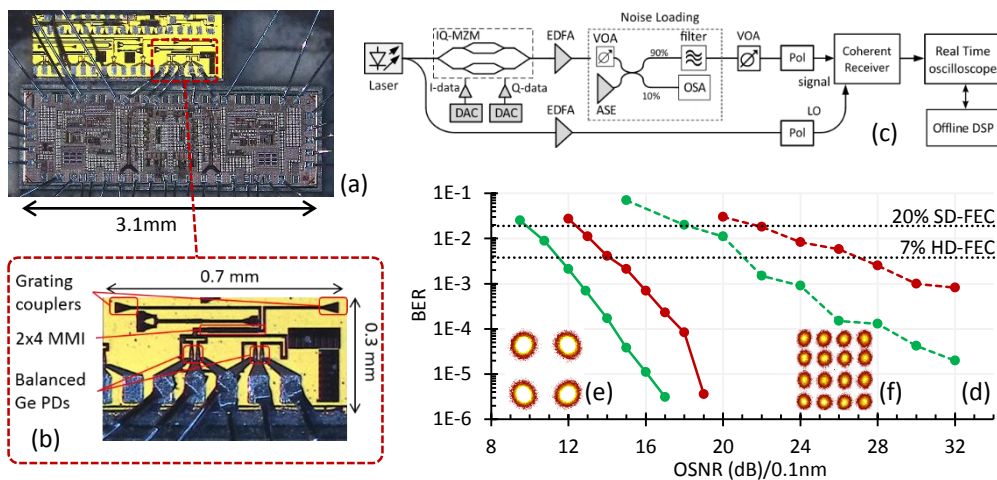 (a)
3.1mm
0.7 mm
Grating
couplers
2x4 MMI
Balanced
Ge PDs
0.3 mm
(b)
Noise Loading
IQ-MZM
EDFA
VOA
90%
filter
VOA
Pol
signal
Coherent
Receiver
Real Time
oscilloscope
Laser
I-data
Q-data
DAC
DAC
ASE
10%
OSA
EDFA
LO
Pol
Offline DSP
(c)
1E-1
1E-2
1E-3
1E-4
1E-5
1E-6
BER
20% SD-FEC
7% HD-FEC
(e)
(f)
(d)
8
12
16
20
24
28
32
OSNR (dB)/0.1nm